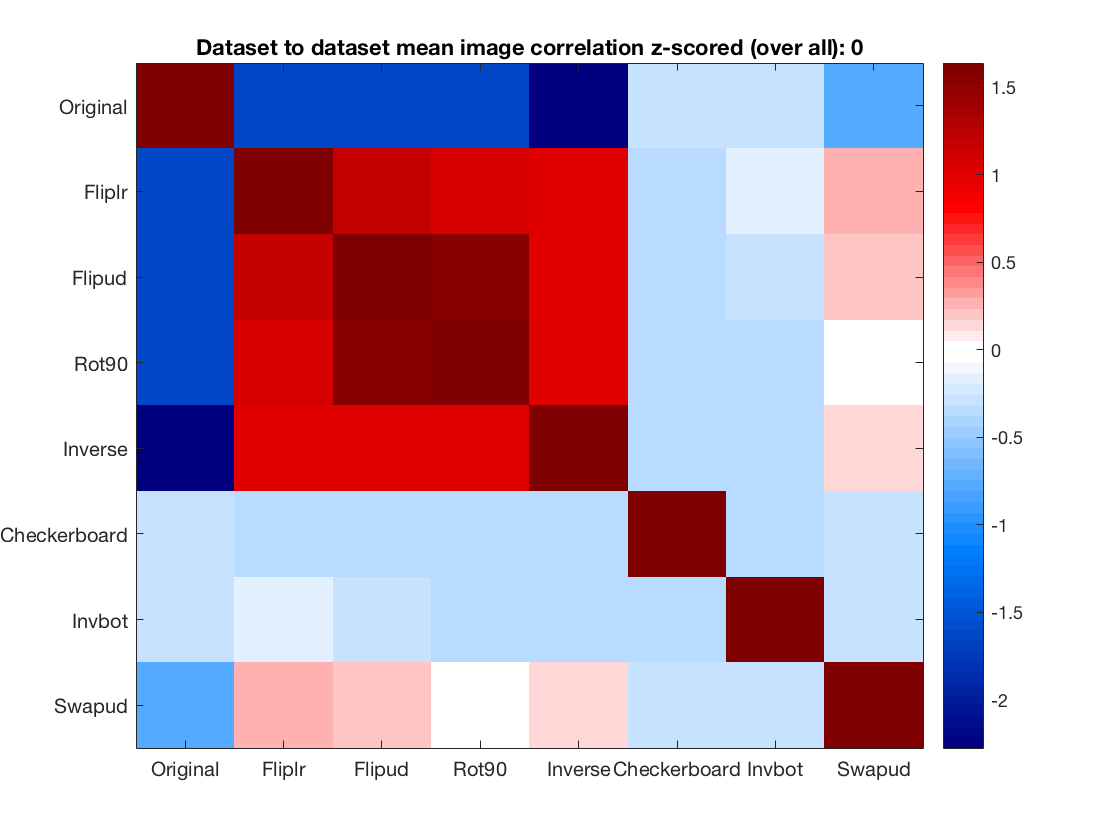 Dataset to dataset mean image correlation z-scored (over all): 0
Original
Fliplr
Flipud
Rot90
Inverse
Checkerboard
Invbot
Swapud
Original Fliplr Flipud Rot90 Inverse Checkerboard Invbot Swapud
1.5
1
0.5
0
-0.5
-1
-1.5
-2